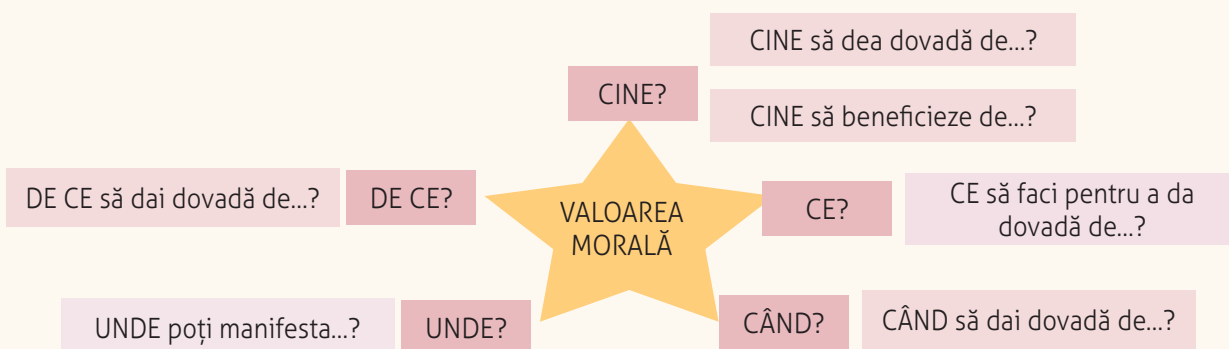 CINE să dea dovadă de...?
CINE?
CINE să beneficieze de...?
DE CE să dai dovadă de...?
DE CE?
VALOAREA
MORALĂ
CE?
CE să faci pentru a da
dovadă de...?
UNDE poți manifesta...?
UNDE?
CÂND?
CÂND să dai dovadă de...?